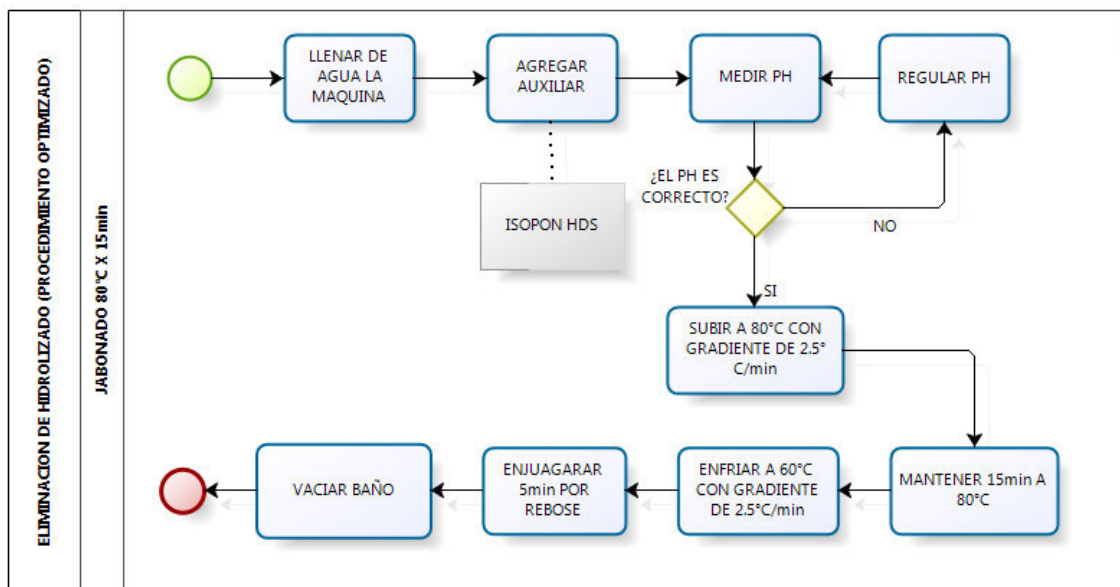 ELIMINACION DE HIDROLIZADO (PROCEDIMIENTO OPTIMIZADO)
JABONADO 80°C X 15min
LLENAR DE
AGUA LA
MAQUINA
AGREGAR
AUXILIAR
MEDIR PH
REGULAR PH
ISOPON HDS
¿EL PH ES
CORRECTO?
NO
SI
SUBIR A 80°C CON
GRADIENTE DE 2.5°
C/min
MANTENER 15min A
80°C
ENFRIAR A 60°C
CON GRADIENTE
DE 2.5°C/min
ENJUAGARAR
5min POR
REBOSE
VACIAR BAÑO